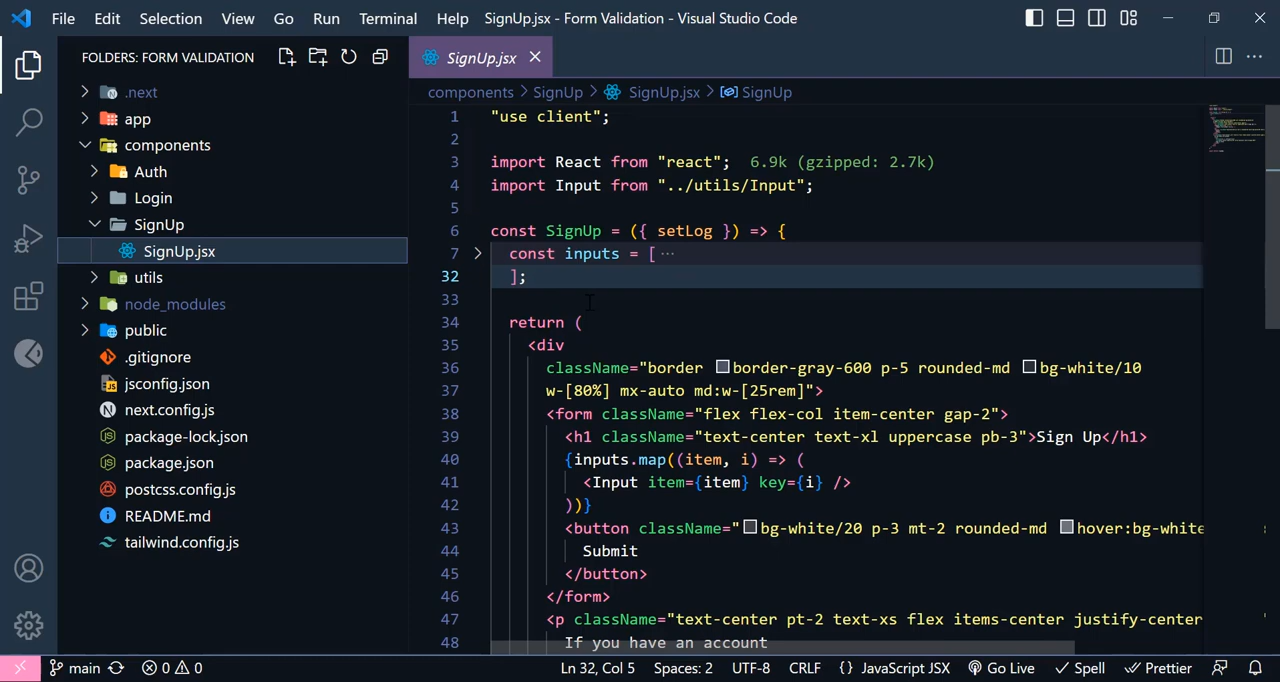 File Edit Selection View Go Run Terminal Help SignUp.jsx - Form Validation - Visual Studio Code
FOLDERS: FORM VALIDATION
.next
app
components
Auth
Login
SignUp
SignUp.jsx
utils
node_modules
public
.gitignore
jsconfig.json
next.config.js
package-lock.json
package.json
postcss.config.js
README.md
tailwind.config.js
SignUp.jsx
components > SignUp > SignUp.jsx > SignUp
1 "use client";
2
3 import React from "react"; 6.9k (gzipped: 2.7k)
4 import Input from "../utils/Input";
5
6 const SignUp = ({ setLog }) => {
7 const inputs = [ ···
32 ];
33
34 return (
35 <div
36 className="border border-gray-600 p-5 rounded-md bg-white/10
37 w-[80%] mx-auto md:w-[25rem]">
38 <form className="flex flex-col item-center gap-2">
39 <h1 className="text-center text-xl uppercase pb-3">Sign Up</h1>
40 {inputs.map((item, i) => (
41 <Input item={item} key={i} />
42 ))}
43 <button className="bg-white/20 p-3 mt-2 rounded-md hover:bg-white
44 Submit
45 </button>
46 </form>
47 <p className="text-center pt-2 text-xs flex items-center justify-center
48 If you have an account
main 0 0 Ln 32, Col 5 Spaces: 2 UTF-8 CRLF {} JavaScript JSX Go Live Spell Prettier